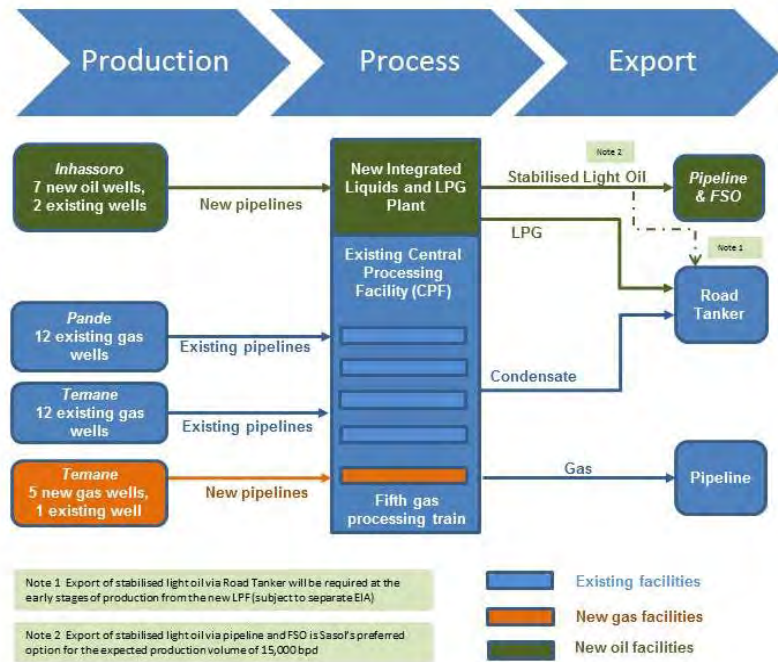 Production
Process
Export
Inhassoro
7 new oil wells,
2 existing wells
New pipelines
New Integrated
Liquids and LPG
Plant
Note 2
Stabilised Light Oil
Pipeline
& FSO
LPG
Note 1
Existing Central
Processing
Facility (CPF)
Road
Tanker
Pande
12 existing gas
wells
Existing pipelines
Condensate
Temane
12 existing gas
wells
Existing pipelines
Temane
5 new gas wells,
1 existing well
New pipelines
Gas
Pipeline
Fifth gas
processing train
Note 1 Export of stabilised light oil via Road Tanker will be required at the
early stages of production from the new LPF (subject to separate EIA)
Note 2 Export of stabilised light oil via pipeline and FSO is Sasol's preferred
option for the expected production volume of 15,000 bpd
Existing facilities
New gas facilities
New oil facilities